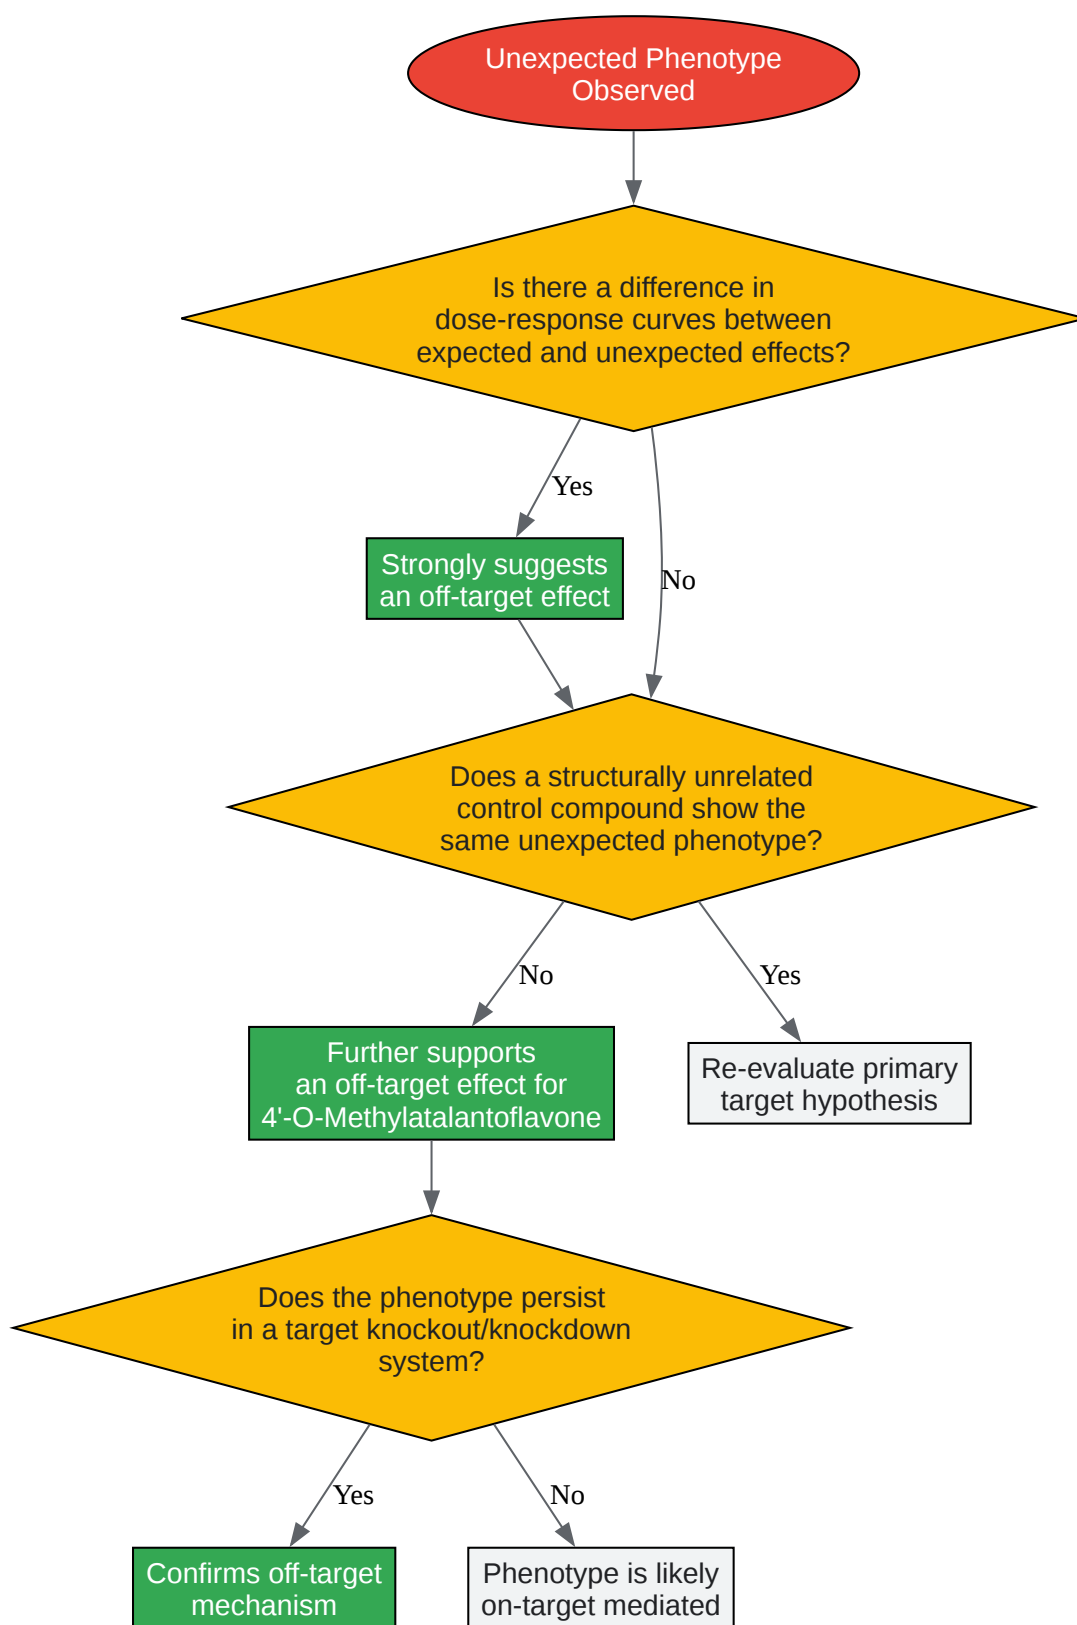 Unexpected Phenotype
Observed
Is there a difference in
dose-response curves between
expected and unexpected effects?
Yes
No
Strongly suggests
an off-target effect
Does a structurally unrelated
control compound show the
same unexpected phenotype?
No
Yes
Further supports
an off-target effect for
4'-O-Methylatalantoflavone
Re-evaluate primary
target hypothesis
Does the phenotype persist
in a target knockout/knockdown
system?
Yes
No
Confirms off-target
mechanism
Phenotype is likely
on-target mediated